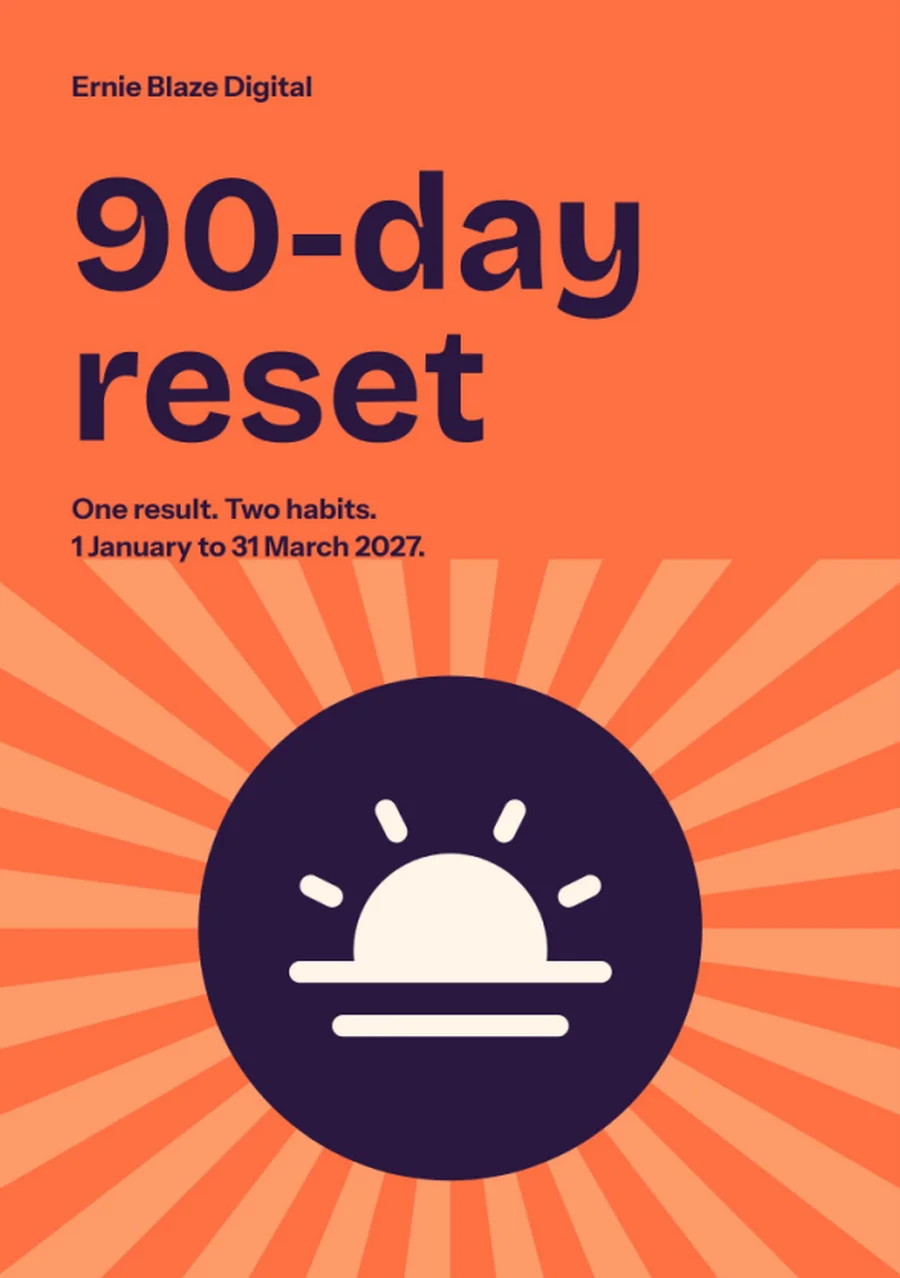 Ernie Blaze Digital
90-day
reset
One result. Two habits.
1 January to 31 March 2027.